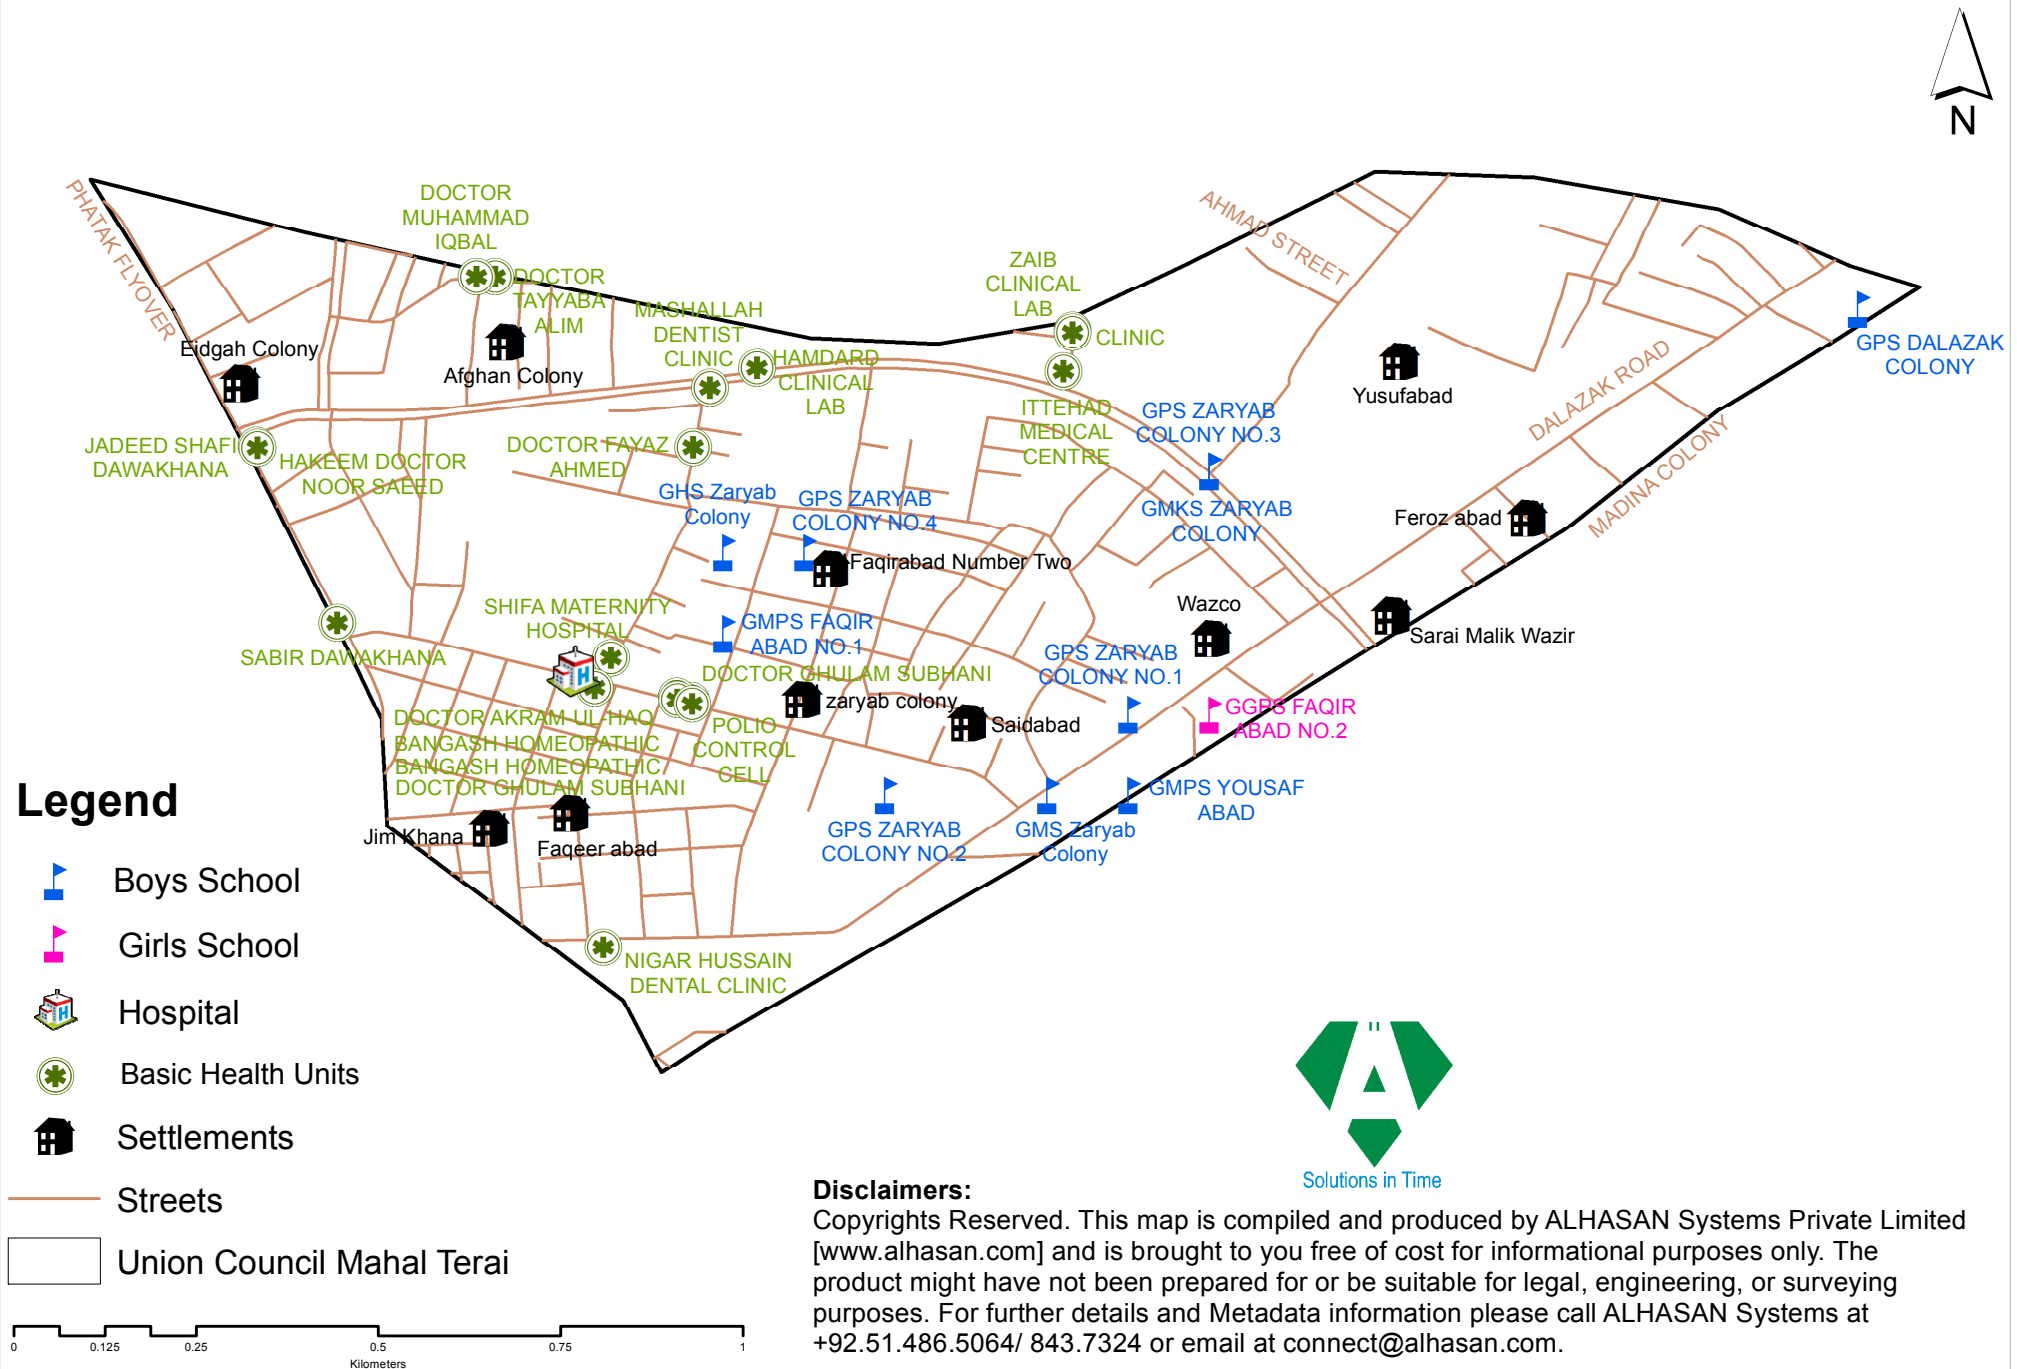 N
PHATAK FLYOVER
DOCTOR
MUHAMMAD
IQBAL
DOCTOR
TAYYABA
ALIM
MASHALLAH
DENTIST
CLINIC
HAMDARD
CLINICAL
LAB
ZAIB
CLINICAL
LAB
CLINIC
AHMAD STREET
GPS DALAZAK
COLONY
Eidgah Colony
Afghan Colony
Yusufabad
DALAZAK ROAD
MADINA COLONY
JADEED SHAFI
DAWAKHANA
HAKEEM DOCTOR
NOOR SAEED
DOCTOR FAYAZ
AHMED
ITTEHAD
MEDICAL
CENTRE
GPS ZARYAB
COLONY NO.3
GHS Zaryab
Colony
GPS ZARYAB
COLONY NO.4
GMKS ZARYAB
COLONY
Feroz abad
Faqirabad Number Two
SHIFA MATERNITY
HOSPITAL
GMPS FAQIR
ABAD NO.1
Wazco
Sarai Malik Wazir
SABIR DAWAKHANA
GPS ZARYAB
COLONY NO.1
DOCTOR GHULAM SUBHANI
zaryab colony
Saidabad
GGPS FAQIR
ABAD NO.2
DOCTOR AKRAM-UL-HAQ
BANGASH HOMEOPATHIC
BANGASH HOMEOPATHIC
DOCTOR GHULAM SUBHANI
POLIO
CONTROL
CELL
GMPS YOUSAF
ABAD
Jim Khana
Faqeer abad
GPS ZARYAB
COLONY NO.2
GMS Zaryab
Colony
NIGAR HUSSAIN
DENTAL CLINIC
Legend
Boys School
Girls School
Hospital
Basic Health Units
Settlements
Streets
Union Council Mahal Terai
0 0.125 0.25 0.5 0.75 1
Kilometers
Solutions in Time
Disclaimers:
Copyrights Reserved. This map is compiled and produced by ALHASAN Systems Private Limited
[www.alhasan.com] and is brought to you free of cost for informational purposes only. The
product might have not been prepared for or be suitable for legal, engineering, or surveying
purposes. For further details and Metadata information please call ALHASAN Systems at
+92.51.486.5064/ 843.7324 or email at connect@alhasan.com.